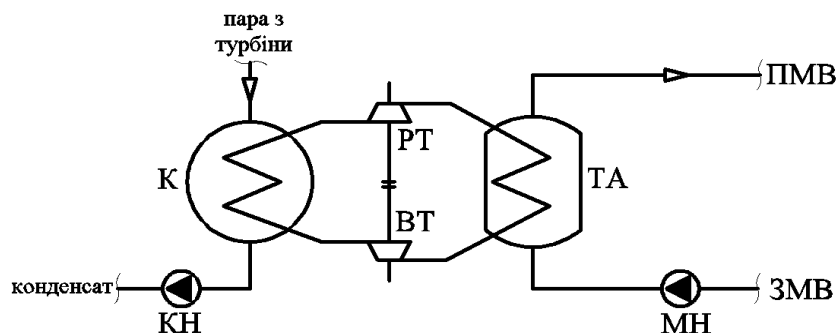 пара з
турбіни
ПМВ
РТ
К
ТА
ВТ
конденсат
КН
МН
ЗМВ